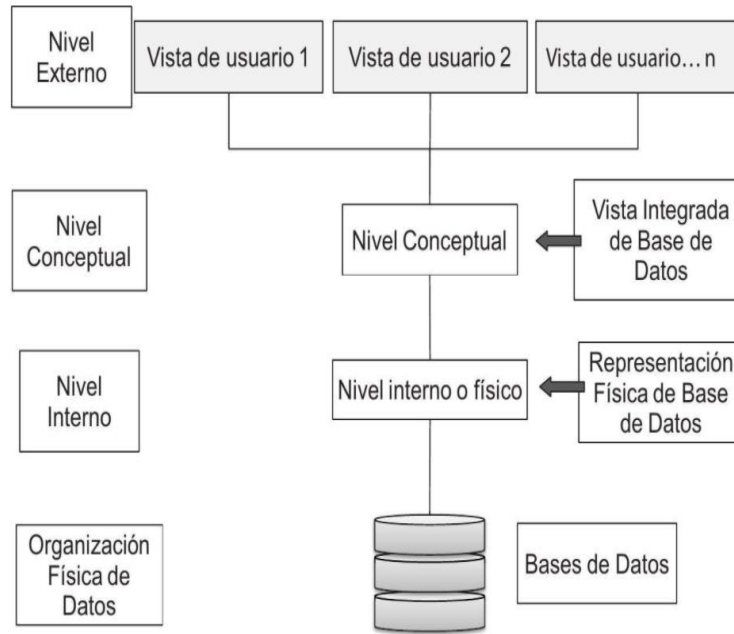 Nivel
Externo
Vista de usuario 1
Vista de usuario 2
Vista de usuario... n
Nivel
Conceptual
Nivel Conceptual
Vista Integrada
de Base de
Datos
Nivel
Interno
Nivel interno o físico
Representación
Física de Base
de Datos
Organización
Física de
Datos
Bases de Datos